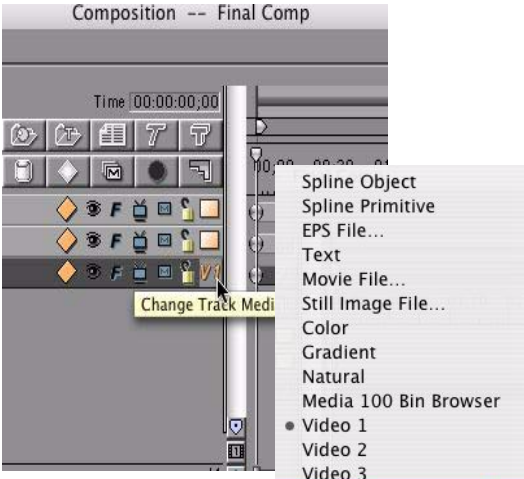 Composition -- Final Comp
Time 00:00:00;00
T T
M
F M
F M
F M V1
Change Track Medi
Spline Object
Spline Primitive
EPS File...
Text
Movie File...
Still Image File...
Color
Gradient
Natural
Media 100 Bin Browser
Video 1
Video 2
Video 3